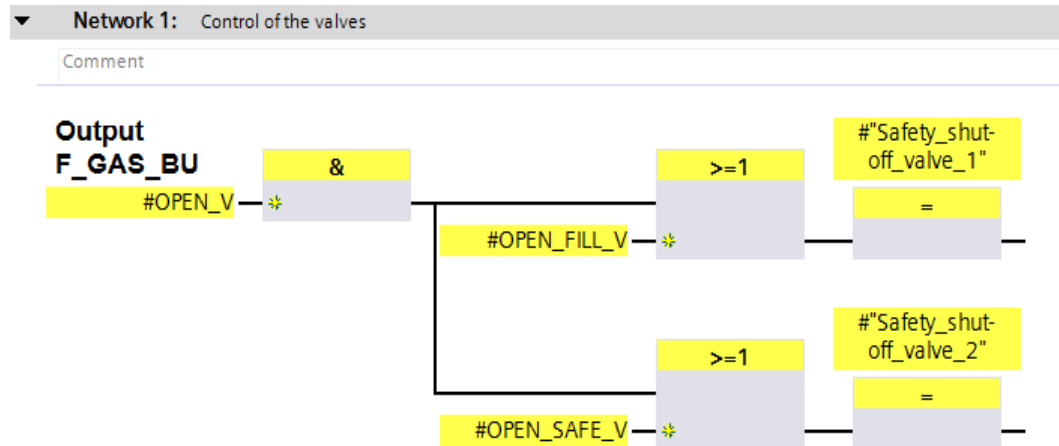 Network 1: Control of the valves
Comment
Output
F_GAS_BU
#OPEN_V
&
>=1
#"Safety_shut-
off_valve_1"
=
#OPEN_FILL_V
>=1
#"Safety_shut-
off_valve_2"
=
#OPEN_SAFE_V